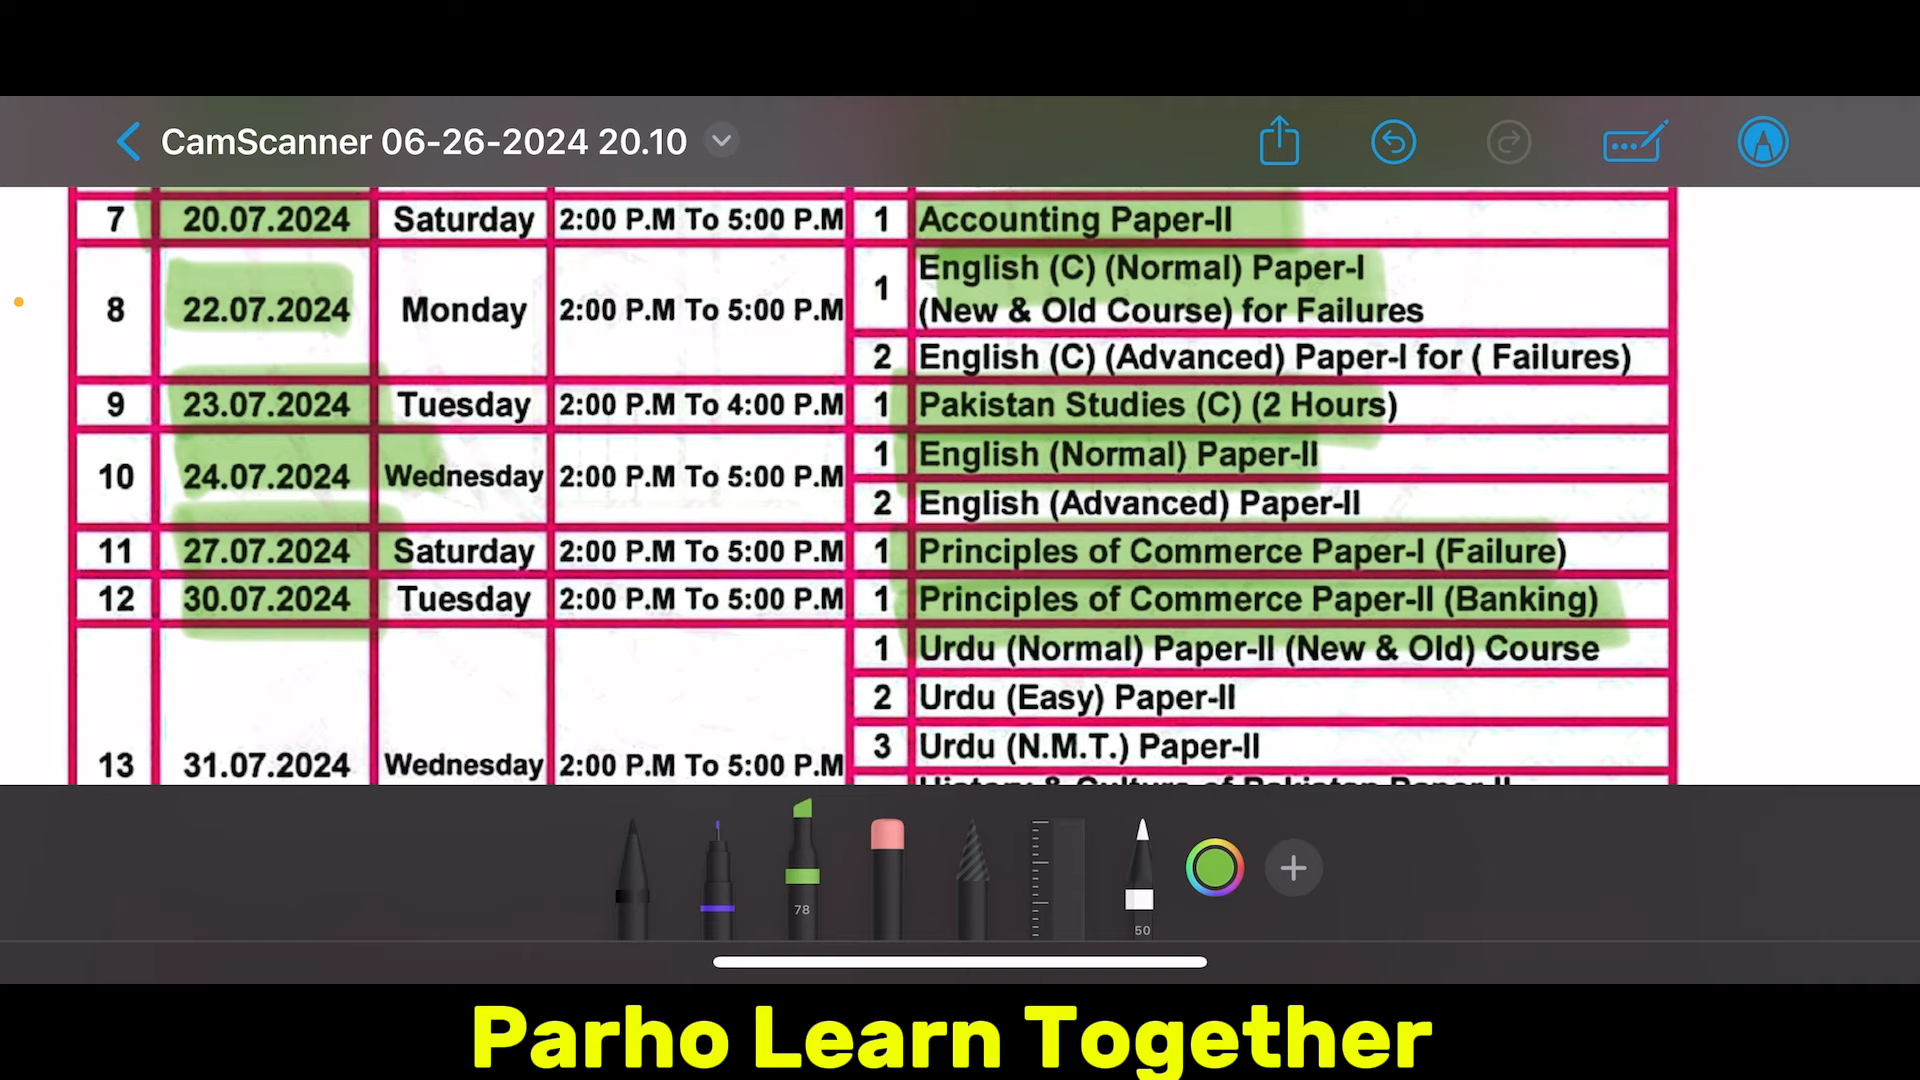 CamScanner 06-26-2024 20.10
7 20.07.2024 Saturday 2:00 P.M To 5:00 P.M 1 Accounting Paper-II
8 22.07.2024 Monday 2:00 P.M To 5:00 P.M 1 English (C) (Normal) Paper-I
(New & Old Course) for Failures
2 English (C) (Advanced) Paper-I for ( Failures)
9 23.07.2024 Tuesday 2:00 P.M To 4:00 P.M 1 Pakistan Studies (C) (2 Hours)
10 24.07.2024 Wednesday 2:00 P.M To 5:00 P.M 1 English (Normal) Paper-II
2 English (Advanced) Paper-II
11 27.07.2024 Saturday 2:00 P.M To 5:00 P.M 1 Principles of Commerce Paper-I (Failure)
12 30.07.2024 Tuesday 2:00 P.M To 5:00 P.M 1 Principles of Commerce Paper-II (Banking)
1 Urdu (Normal) Paper-II (New & Old) Course
2 Urdu (Easy) Paper-II
3 Urdu (N.M.T.) Paper-II
13 31.07.2024 Wednesday 2:00 P.M To 5:00 P.M
History & Culture of Pakistan Paper-II
78
50
Parho Learn Together